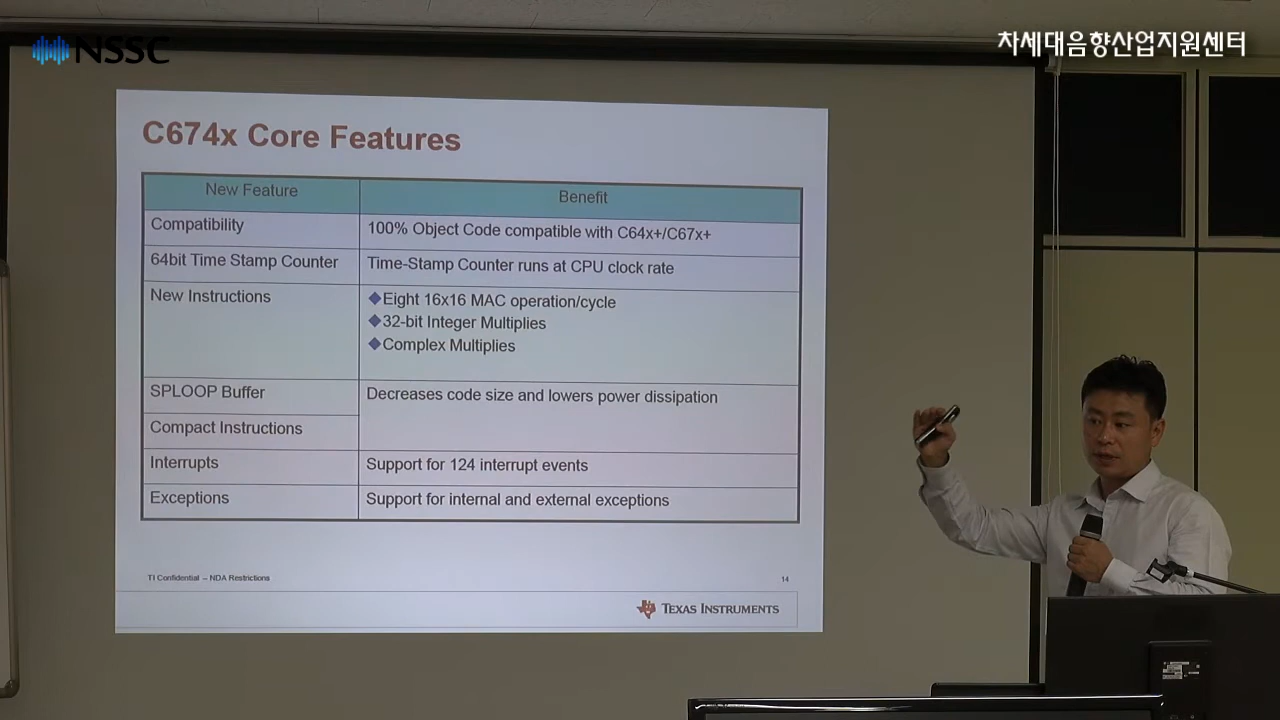 NSSC
차세대음향산업지원센터
C674x Core Features
New Feature
Benefit
Compatibility
100% Object Code compatible with C64x+/C67x+
64bit Time Stamp Counter
Time-Stamp Counter runs at CPU clock rate
New Instructions
◆Eight 16x16 MAC operation/cycle
◆32-bit Integer Multiplies
◆Complex Multiplies
SPLOOP Buffer
Decreases code size and lowers power dissipation
Compact Instructions
Interrupts
Support for 124 interrupt events
Exceptions
Support for internal and external exceptions
TI Confidential – NDA Restrictions
14
TEXAS INSTRUMENTS